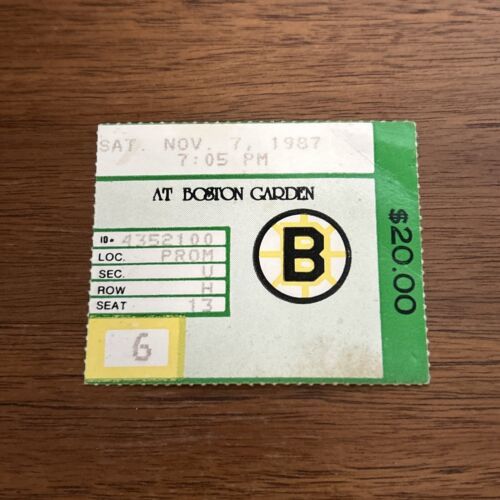 SAT. NOV. 7, 1987
7:05 PM
AT BOSTON GARDEN
ID# 4352100
LOC. PROM
SEC. U
ROW H
SEAT 13
6
B
$20.00